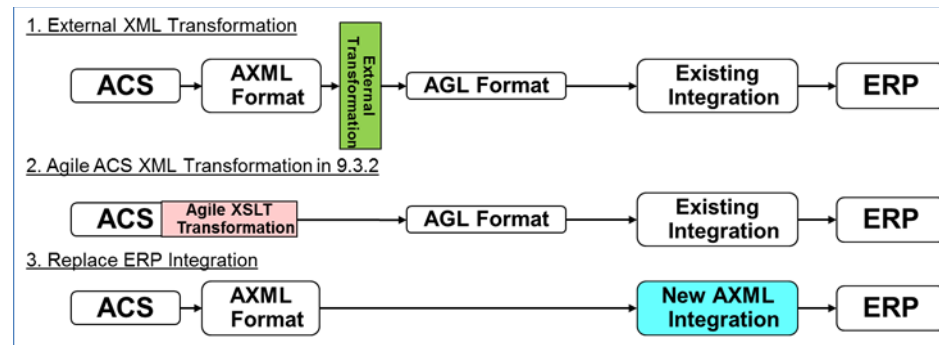 1. External XML Transformation
ACS
AXML
Format
External
Transformation
AGL Format
Existing
Integration
ERP
2. Agile ACS XML Transformation in 9.3.2
ACS
Agile XSLT
Transformation
AGL Format
Existing
Integration
ERP
3. Replace ERP Integration
ACS
AXML
Format
New AXML
Integration
ERP